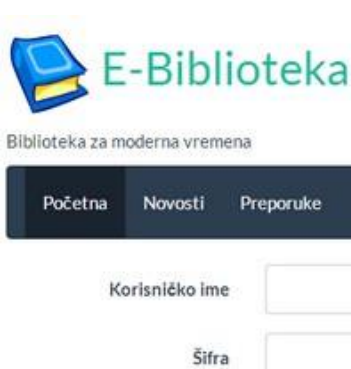 E-Biblioteka
Biblioteka za moderna vremena
Početna Novosti Preporuke
Korisničko ime
Šifra